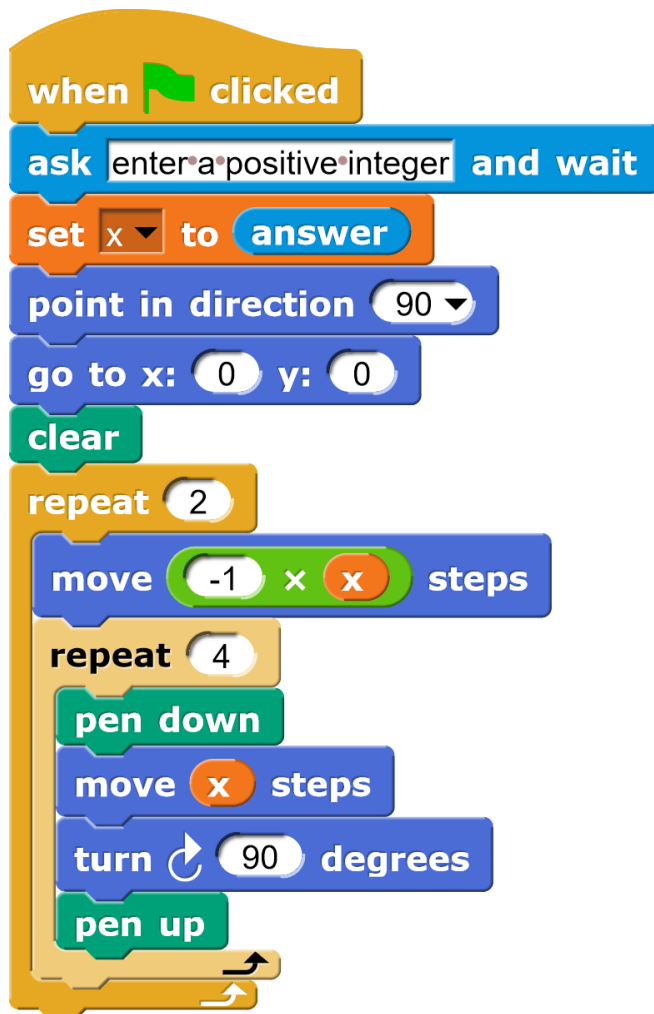 when clicked
ask enter a positive integer and wait
set x to answer
point in direction 90
go to x: 0 y: 0
clear
repeat 2
move -1 × x steps
repeat 4
pen down
move x steps
turn 90 degrees
pen up